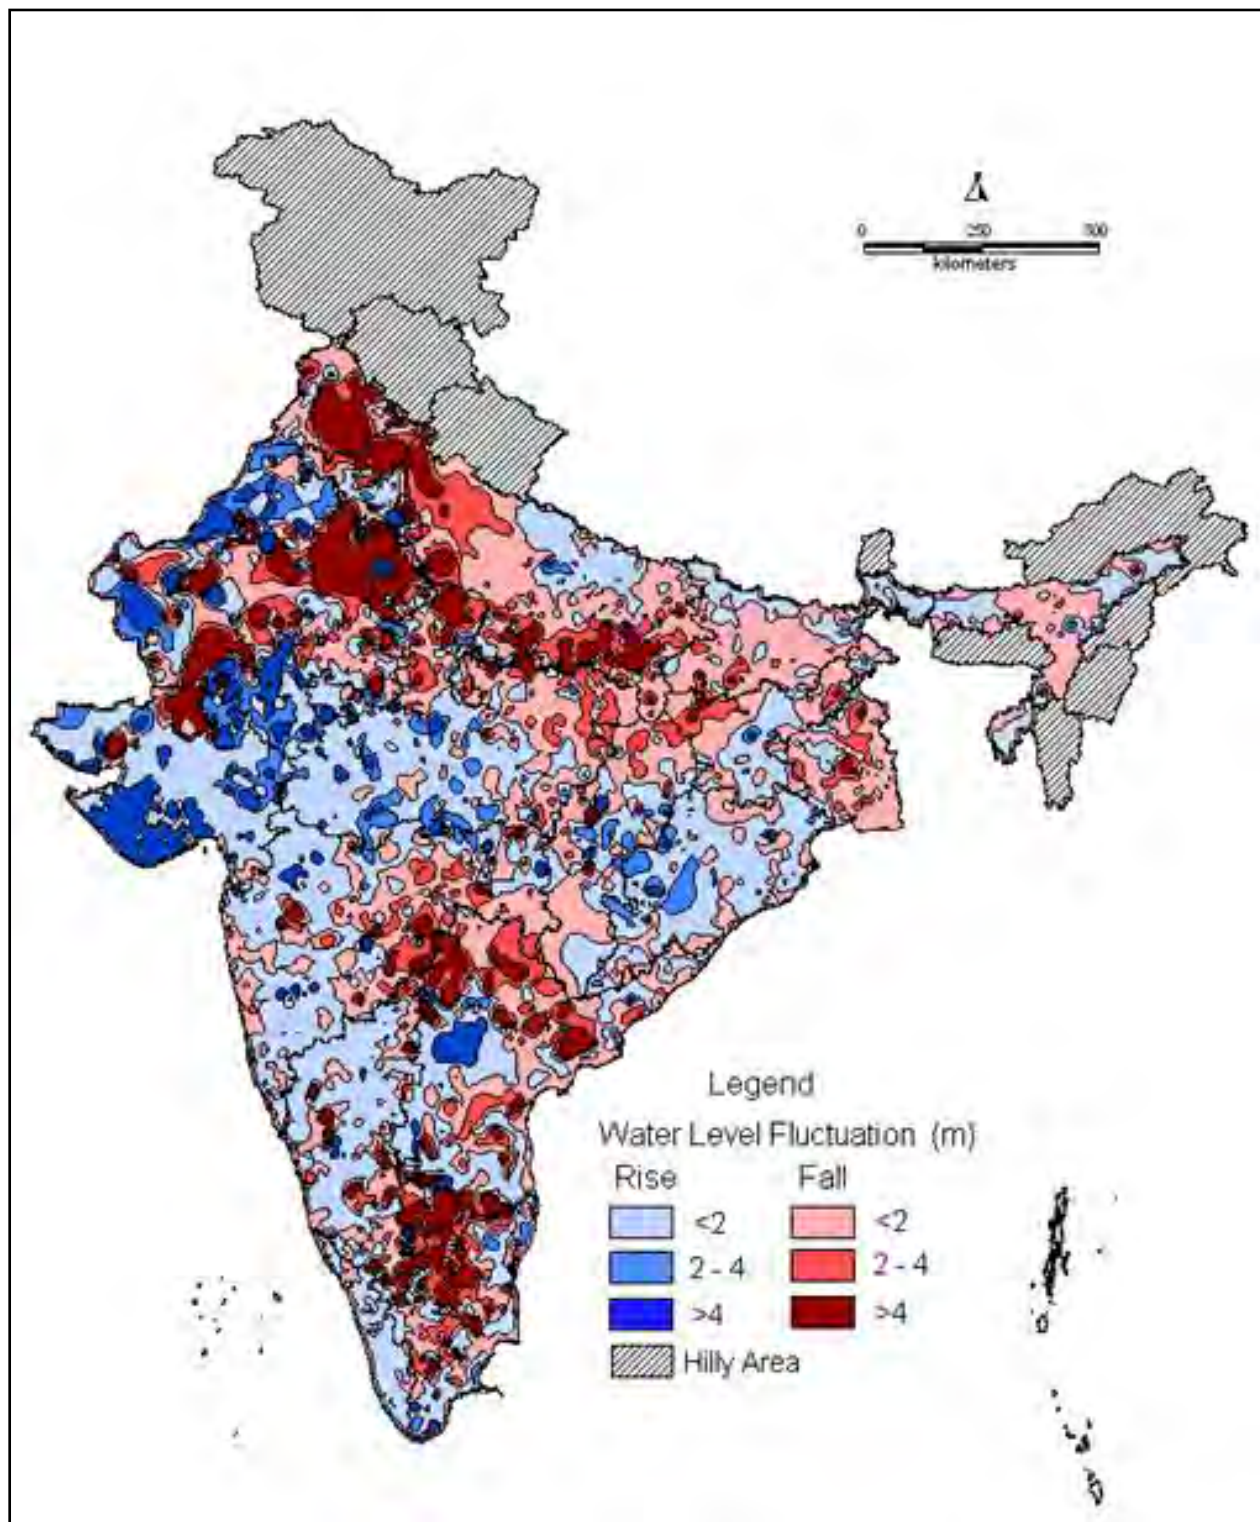 0 250 500
kilometers
Legend
Water Level Fluctuation (m)
Rise Fall
<2 <2
2 - 4 2 - 4
>4 >4
Hilly Area